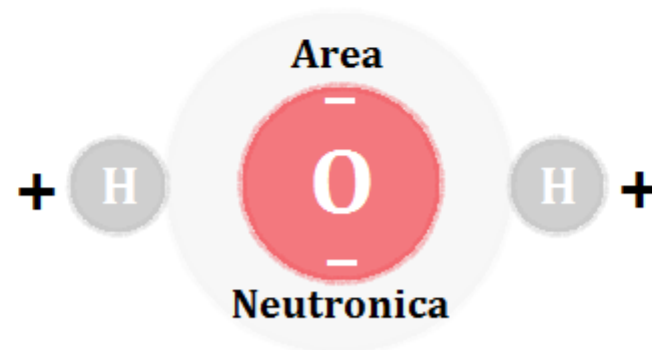 Area
−
+ H O H +
−
Neutronica